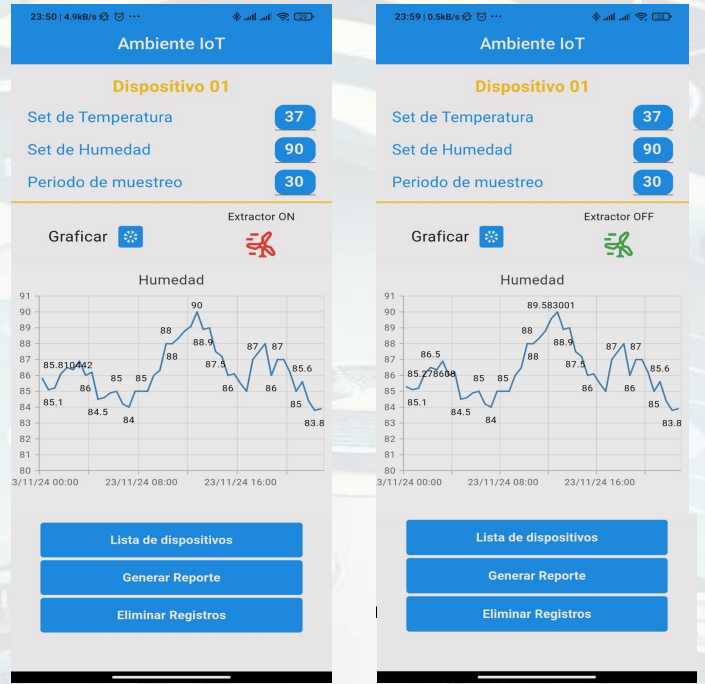 23:50 | 4.9kB/s ··· 29
Ambiente IoT
Dispositivo 01
Set de Temperatura 37
Set de Humedad 90
Periodo de muestreo 30
Extractor ON
Graficar
Humedad
91
90
89
88
87
86
85
84
83
82
81
80
85.810442
85.1
86
84.5
85
84
85
88
88
90
88.9
87.5
86
87
86
87
85.6
85
83.8
3/11/24 00:00 23/11/24 08:00 23/11/24 16:00
Lista de dispositivos
Generar Reporte
Eliminar Registros
23:59 | 0.5kB/s ···
Ambiente IoT
Dispositivo 01
Set de Temperatura 37
Set de Humedad 90
Periodo de muestreo 30
Extractor OFF
Graficar
Humedad
91
90
89
88
87
86
85
84
83
82
81
80
85.278608
85.1
86.5
84.5
85
84
85
88
88
89.583001
88.9
87.5
86
87
86
87
85.6
85
83.8
3/11/24 00:00 23/11/24 08:00 23/11/24 16:00
Lista de dispositivos
Generar Reporte
Eliminar Registros